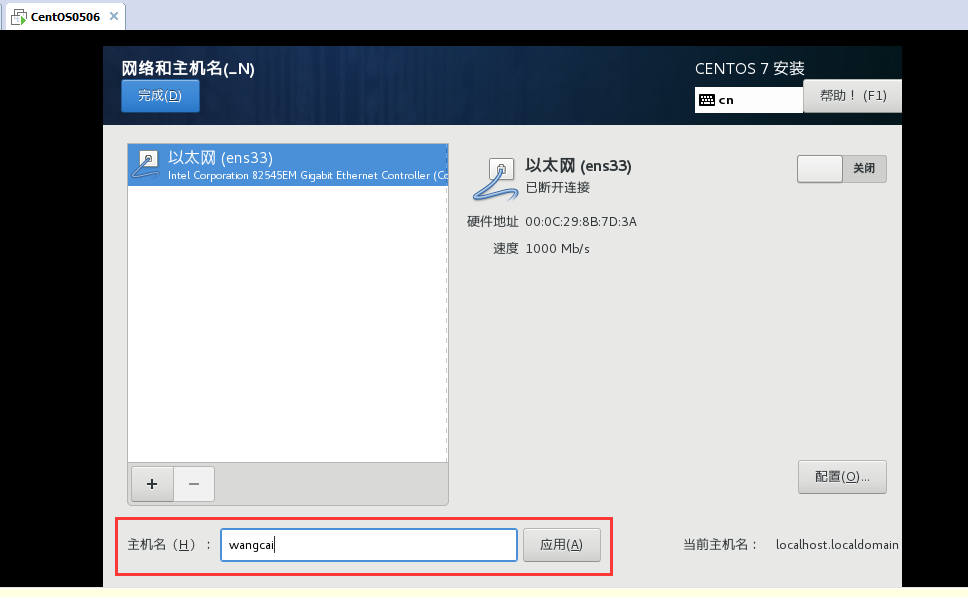 CentOS0506
网络和主机名(_N)
CENTOS 7 安装
完成(D)
cn
帮助！ (F1)
以太网 (ens33)
Intel Corporation 82545EM Gigabit Ethernet Controller (Co
以太网 (ens33)
已断开连接
关闭
硬件地址 00:0C:29:8B:7D:3A
速度 1000 Mb/s
配置(O)...
主机名（H）： wangcai 应用(A)
当前主机名： localhost.localdomain